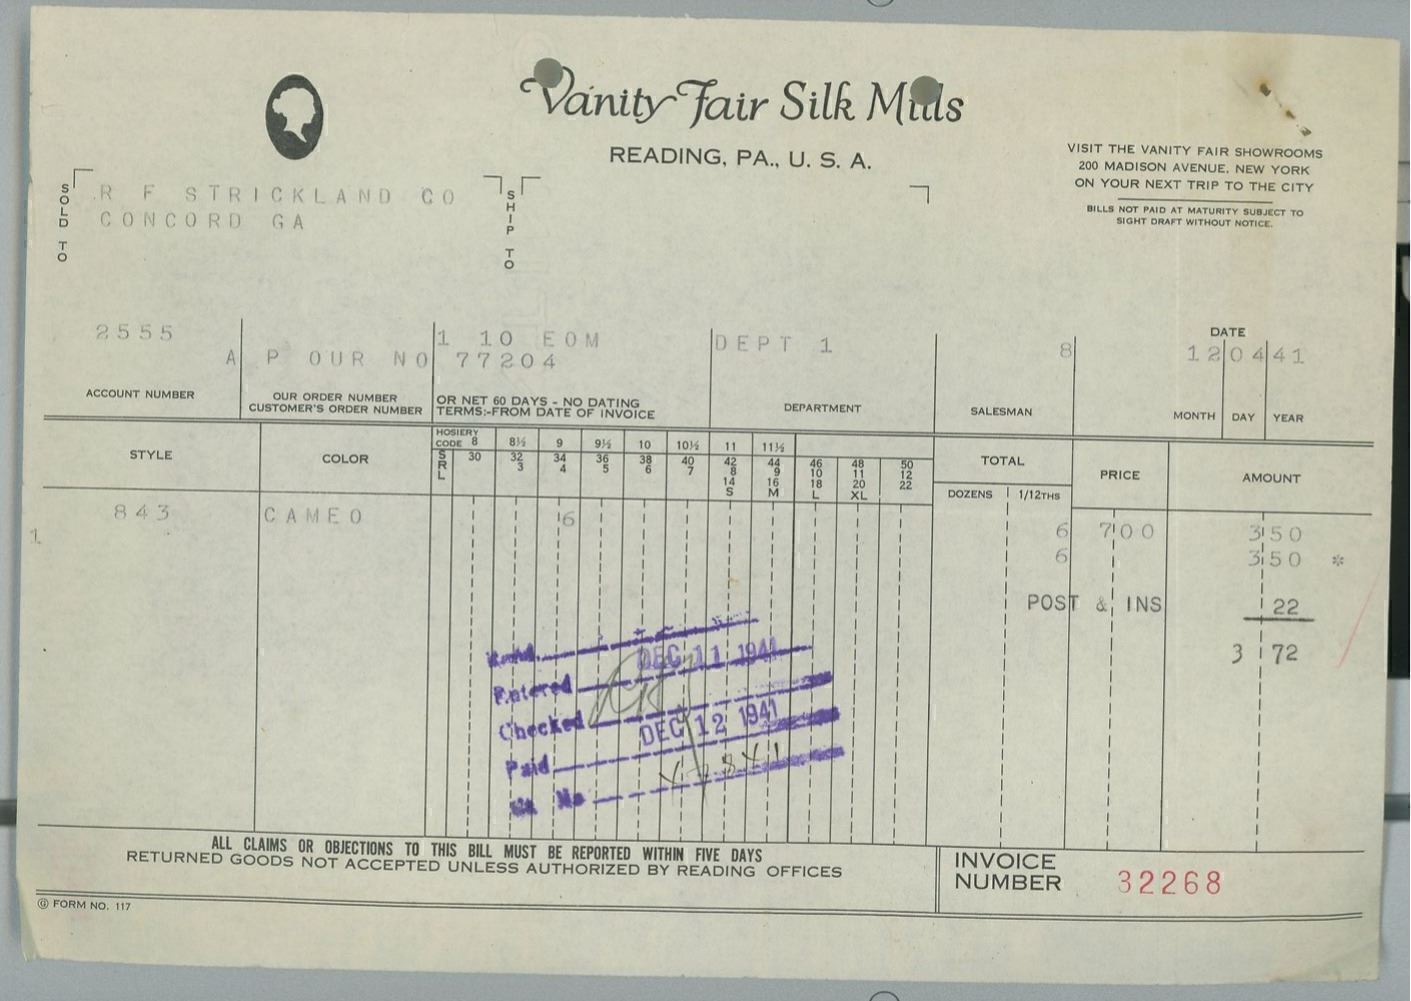 Vanity Fair Silk Mills
READING, PA., U. S. A.
VISIT THE VANITY FAIR SHOWROOMS
200 MADISON AVENUE, NEW YORK
ON YOUR NEXT TRIP TO THE CITY
BILLS NOT PAID AT MATURITY SUBJECT TO
SIGHT DRAFT WITHOUT NOTICE.
SOLD TO
R F STRICKLAND CO
CONCORD GA
SHIP TO
2555
A P OUR NO 77204
1 10 EOM
DEPT 1
8
DATE
12 04 41
ACCOUNT NUMBER
OUR ORDER NUMBER
CUSTOMER'S ORDER NUMBER
OR NET 60 DAYS - NO DATING
TERMS:-FROM DATE OF INVOICE
DEPARTMENT
SALESMAN
MONTH DAY YEAR
STYLE
COLOR
HOSIERY
CODE 8 8½ 9 9½ 10 10½ 11 11½
S R L
30
32 3
34 4
36 5
38 6
40 7
42 8 14 S
44 9 16 M
46 10 18 L
48 11 20 XL
50 12 22
TOTAL
DOZENS 1/12THS
PRICE
AMOUNT
843 CAMEO 6 6 7 00 3 50
1
6 3 50 *
POST & INS 22
3 72
DEC 11 1941
Entered
Checked
DEC 12 1941
Paid
No
ALL CLAIMS OR OBJECTIONS TO THIS BILL MUST BE REPORTED WITHIN FIVE DAYS
RETURNED GOODS NOT ACCEPTED UNLESS AUTHORIZED BY READING OFFICES
INVOICE
NUMBER 32268
FORM NO. 117